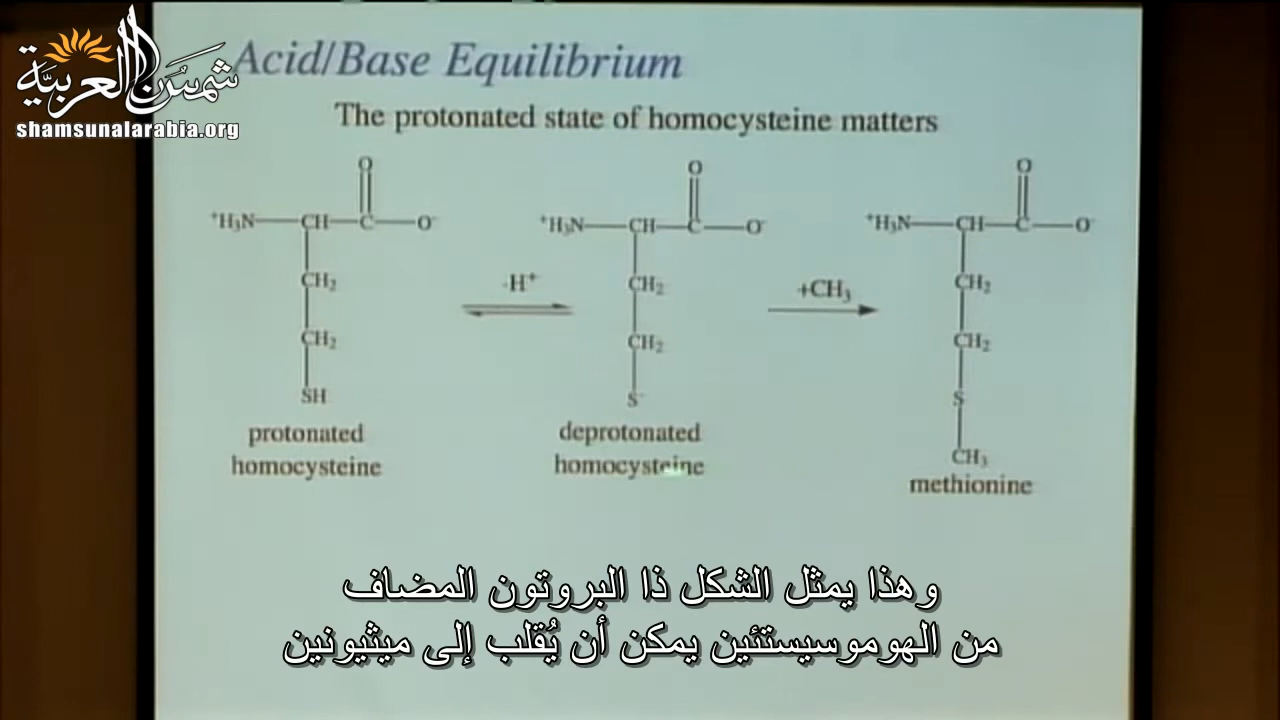 شمس العربية
shamsunalarabia.org
Acid/Base Equilibrium
The protonated state of homocysteine matters
O O O
⁺H₃N—CH—C—O⁻ ⁺H₃N—CH—C—O⁻ ⁺H₃N—CH—C—O⁻
CH₂ -H⁺ CH₂ +CH₃ CH₂
CH₂ CH₂ CH₂
SH S⁻ S
CH₃
protonated deprotonated
homocysteine homocysteine methionine
وهذا يمثل الشكل ذا البروتون المضاف
من الهوموسيستئين يمكن أن يُقلب إلى ميثيونين